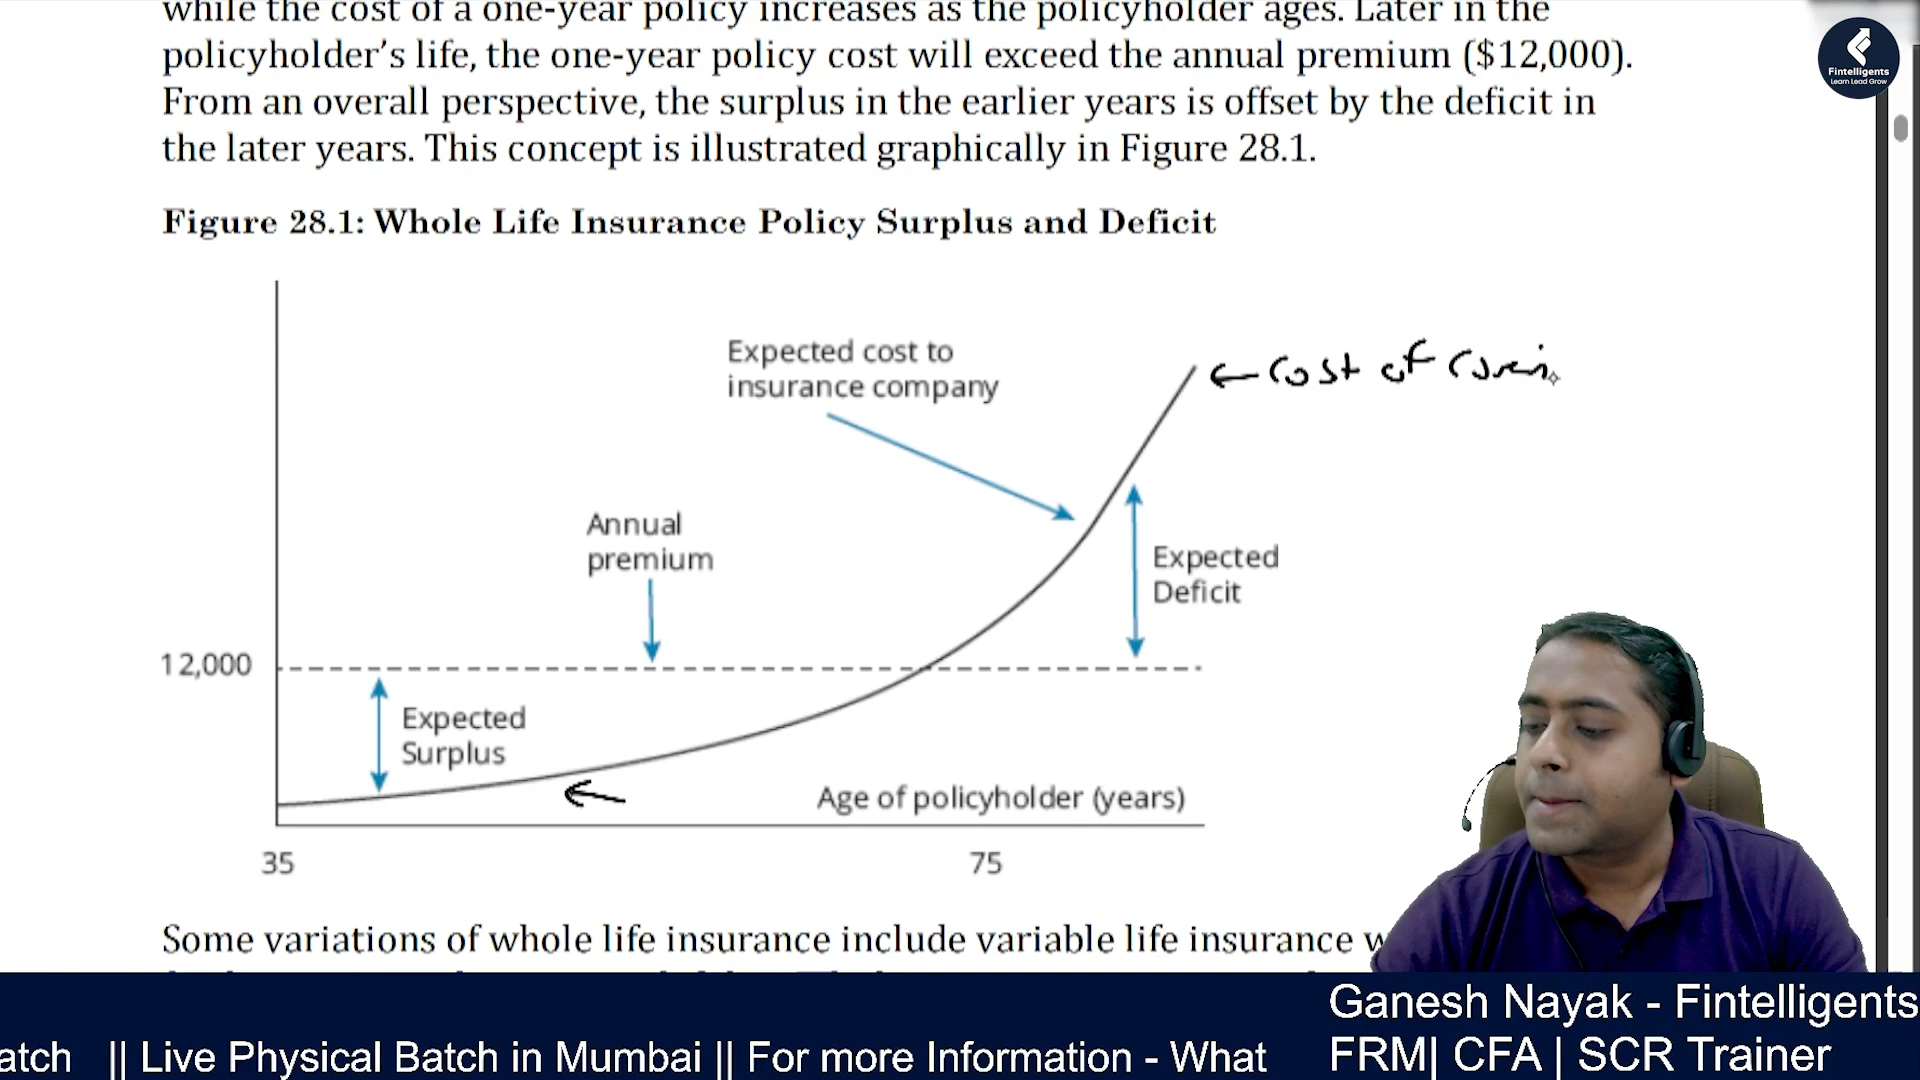 while the cost of a one-year policy increases as the policyholder ages. Later in the
policyholder’s life, the one-year policy cost will exceed the annual premium ($12,000).
From an overall perspective, the surplus in the earlier years is offset by the deficit in
the later years. This concept is illustrated graphically in Figure 28.1.
Fintelligents
Learn Lead Grow
Figure 28.1: Whole Life Insurance Policy Surplus and Deficit
Expected cost to
insurance company
←Cost of
Annual
premium
Expected
Deficit
12,000
Expected
Surplus
Age of policyholder (years)
35
75
Some variations of whole life insurance include variable life insurance w
Ganesh Nayak - Fintelligents
FRM| CFA | SCR Trainer
atch || Live Physical Batch in Mumbai || For more Information - What